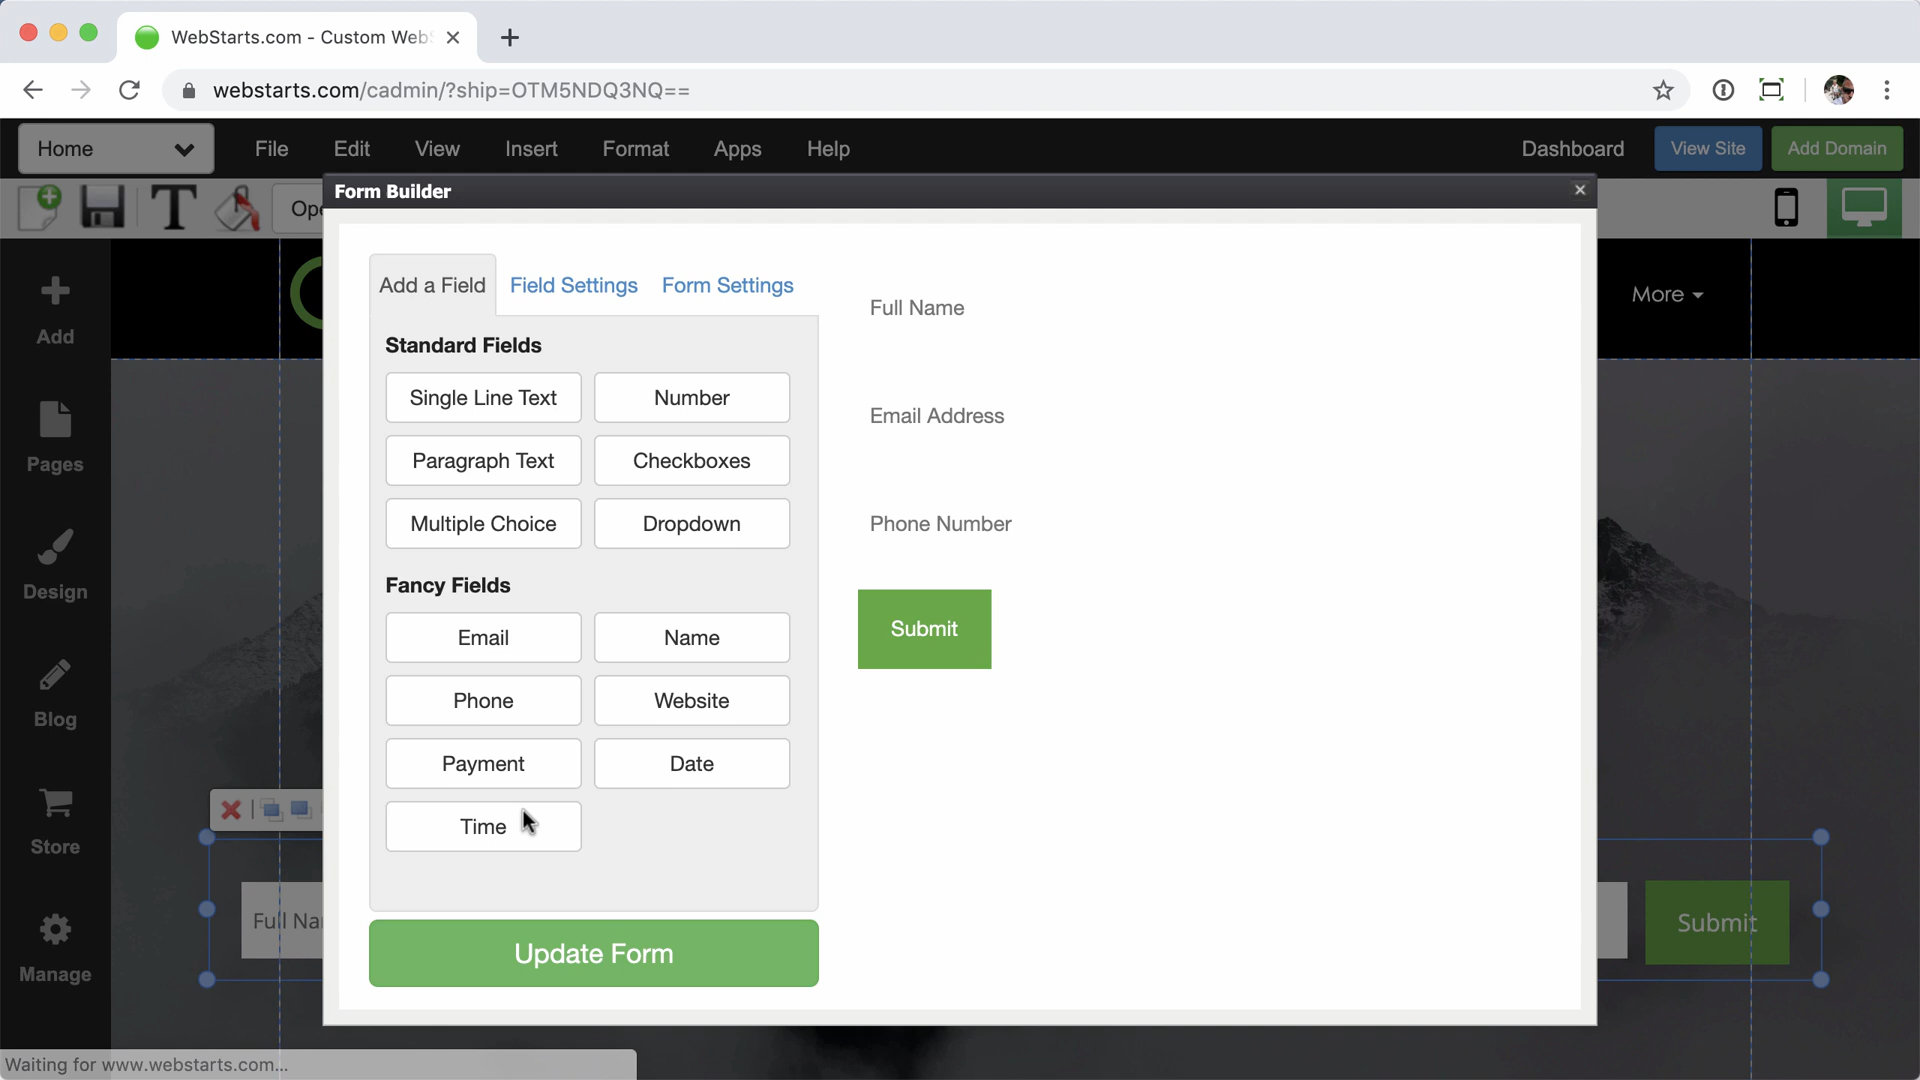 WebStarts.com - Custom Web
webstarts.com/cadmin/?ship=OTM5NDQ3NQ==
Home
File
Edit
View
Insert
Format
Apps
Help
Dashboard
View Site
Add Domain
T
Ope
Form Builder
Add
Pages
Design
Blog
Store
Manage
More
Add a Field
Field Settings
Form Settings
Standard Fields
Single Line Text
Number
Paragraph Text
Checkboxes
Multiple Choice
Dropdown
Fancy Fields
Email
Name
Phone
Website
Payment
Date
Time
Update Form
Full Name
Email Address
Phone Number
Submit
Full Na
Submit
Waiting for www.webstarts.com...